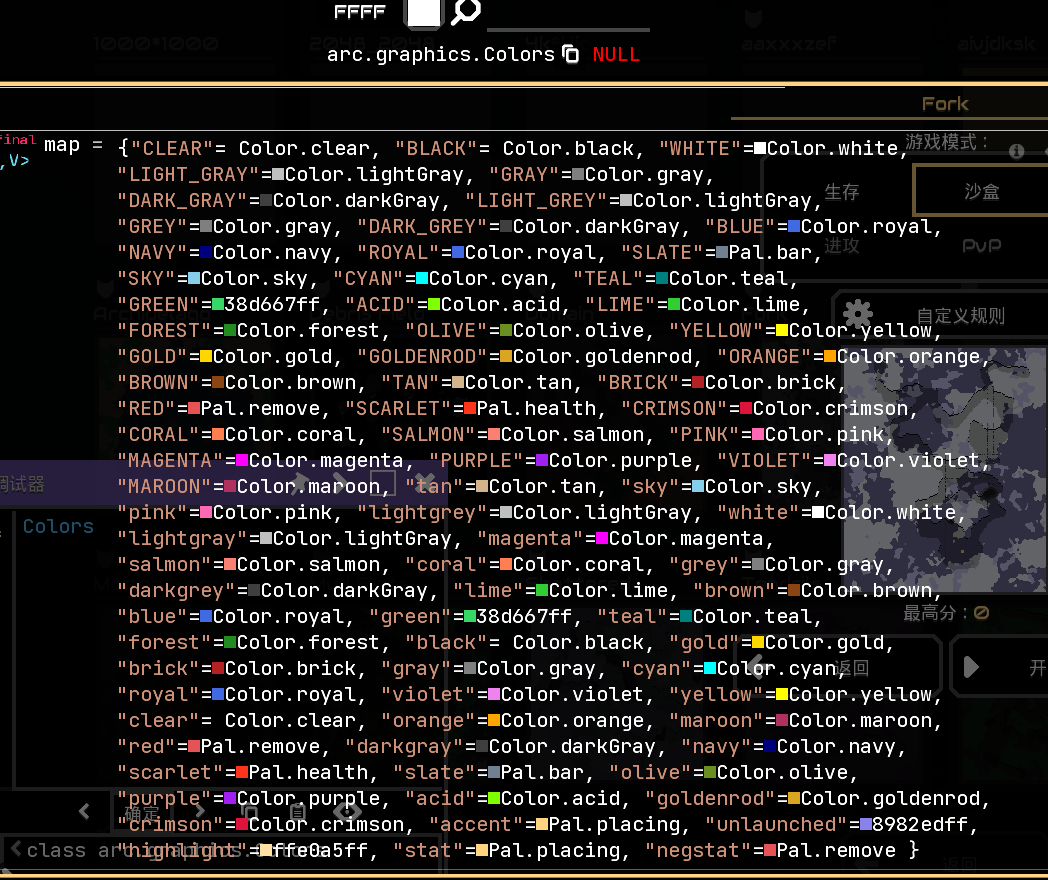 FFFF
arc.graphics.Colors NULL
Fork
final map = {"CLEAR"= Color.clear, "BLACK"= Color.black, "WHITE"=Color.white,
,V>
"LIGHT_GRAY"=Color.lightGray, "GRAY"=Color.gray,
"DARK_GRAY"=Color.darkGray, "LIGHT_GREY"=Color.lightGray,
"GREY"=Color.gray, "DARK_GREY"=Color.darkGray, "BLUE"=Color.royal,
"NAVY"=Color.navy, "ROYAL"=Color.royal, "SLATE"=Pal.bar,
"SKY"=Color.sky, "CYAN"=Color.cyan, "TEAL"=Color.teal,
"GREEN"=38d667ff, "ACID"=Color.acid, "LIME"=Color.lime,
"FOREST"=Color.forest, "OLIVE"=Color.olive, "YELLOW"=Color.yellow,
"GOLD"=Color.gold, "GOLDENROD"=Color.goldenrod, "ORANGE"=Color.orange,
"BROWN"=Color.brown, "TAN"=Color.tan, "BRICK"=Color.brick,
"RED"=Pal.remove, "SCARLET"=Pal.health, "CRIMSON"=Color.crimson,
"CORAL"=Color.coral, "SALMON"=Color.salmon, "PINK"=Color.pink,
"MAGENTA"=Color.magenta, "PURPLE"=Color.purple, "VIOLET"=Color.violet,
"MAROON"=Color.maroon, "tan"=Color.tan, "sky"=Color.sky,
"pink"=Color.pink, "lightgrey"=Color.lightGray, "white"=Color.white,
"lightgray"=Color.lightGray, "magenta"=Color.magenta,
"salmon"=Color.salmon, "coral"=Color.coral, "grey"=Color.gray,
"darkgrey"=Color.darkGray, "lime"=Color.lime, "brown"=Color.brown,
"blue"=Color.royal, "green"=38d667ff, "teal"=Color.teal,
"forest"=Color.forest, "black"= Color.black, "gold"=Color.gold,
"brick"=Color.brick, "gray"=Color.gray, "cyan"=Color.cyan,
"royal"=Color.royal, "violet"=Color.violet, "yellow"=Color.yellow,
"clear"= Color.clear, "orange"=Color.orange, "maroon"=Color.maroon,
"red"=Pal.remove, "darkgray"=Color.darkGray, "navy"=Color.navy,
"scarlet"=Pal.health, "slate"=Pal.bar, "olive"=Color.olive,
"purple"=Color.purple, "acid"=Color.acid, "goldenrod"=Color.goldenrod,
"crimson"=Color.crimson, "accent"=Pal.placing, "unlaunched"=8982edff,
"highlight"=ffe0a5ff, "stat"=Pal.placing, "negstat"=Pal.remove }
游戏模式：
生存 沙盒
进攻 PvP
自定义规则
调试器
Colors
最高分：
返回 开
确定
class arc.graphics.Colors
返回
1000*1000
aaxxxzef
aivjdksk